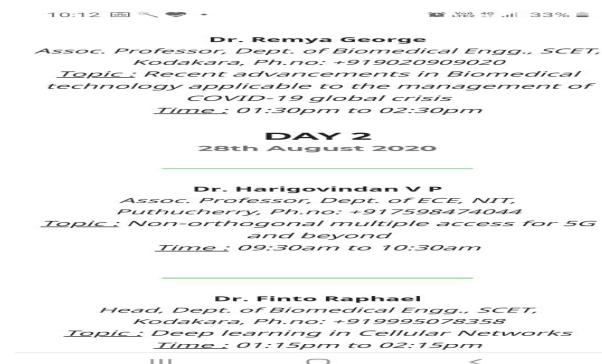 10:12
33%
Dr. Remya George
Assoc. Professor, Dept. of Biomedical Engg., SCET,
Kodakara, Ph.no: +919020909020
Topic : Recent advancements in Biomedical
technology applicable to the management of
COVID-19 global crisis
Time : 01:30pm to 02:30pm
DAY 2
28th August 2020
Dr. Harigovindan V P
Assoc. Professor, Dept. of ECE, NIT,
Puthucherry, Ph.no: +917598474044
Topic : Non-orthogonal multiple access for 5G
and beyond
Time : 09:30am to 10:30am
Dr. Finto Raphael
Head, Dept. of Biomedical Engg., SCET,
Kodakara, Ph.no: +919995078358
Topic : Deep learning in Cellular Networks
Time : 01:15pm to 02:15pm